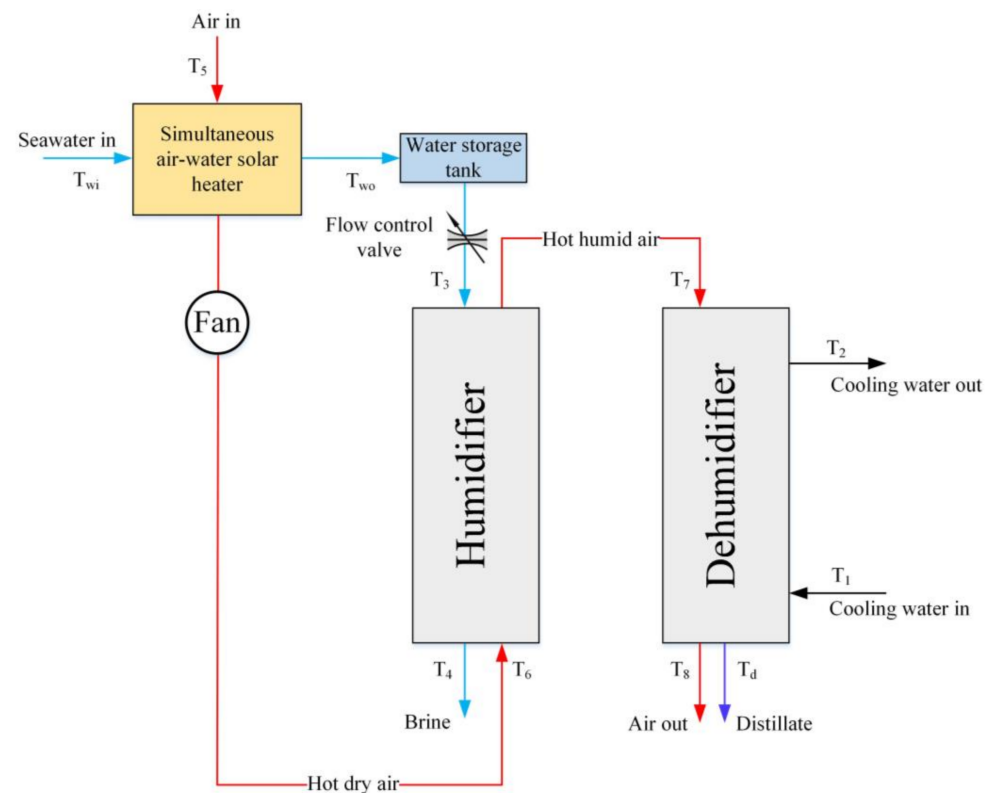 Air in
T5
Seawater in
Twi
Simultaneous
air-water solar
heater
Two
Water storage
tank
Flow control
valve
T3
Hot humid air
T7
Fan
Humidifier
Dehumidifier
T2
Cooling water out
T1
Cooling water in
T4
T6
T8
Td
Brine
Air out
Distillate
Hot dry air